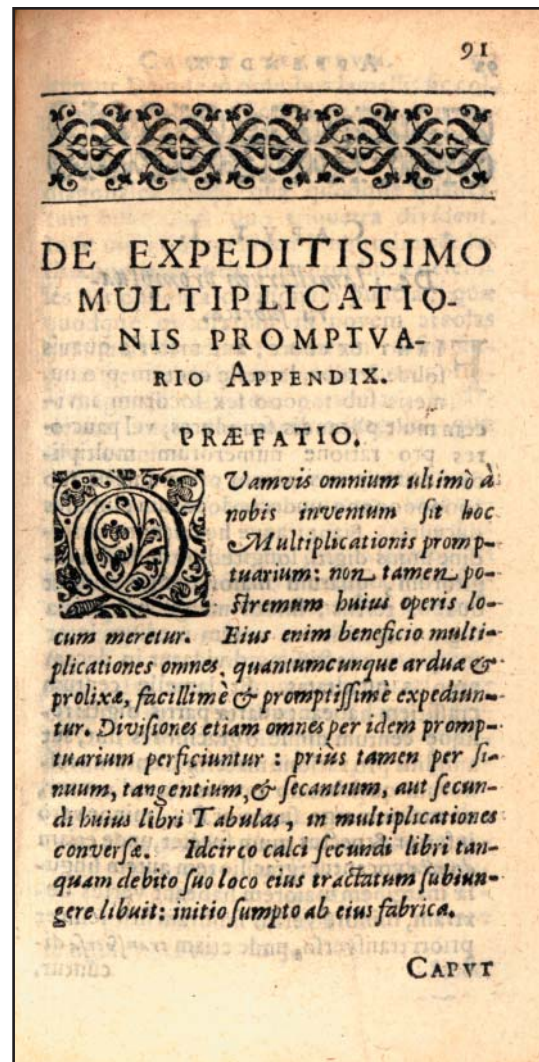 91
DE EXPEDITISSIMO
MULTIPLICATIO-
NIS PROMPTVA-
RIO APPENDIX.
PRÆFATIO.
QVamvis omnium ultimò à
nobis inventum sit hoc
Multiplicationis promp-
tuarium: non tamen po-
stremum huius operis lo-
cum meretur. Eius enim beneficio multi-
plicationes omnes, quantumcunque arduæ &
prolixæ, facillimè & promptissimè expediun-
tur. Divisiones etiam omnes per idem promp-
tuarium perficiuntur : priùs tamen per si-
nuum, tangentium, & secantium, aut secun-
di huius libri Tabulas, in multiplicationes
conversæ. Idcirco calci secundi libri tan-
quam debito suo loco eius tractatum subiun-
gere libuit: initio sumpto ab eius fabrica.
CAPVT